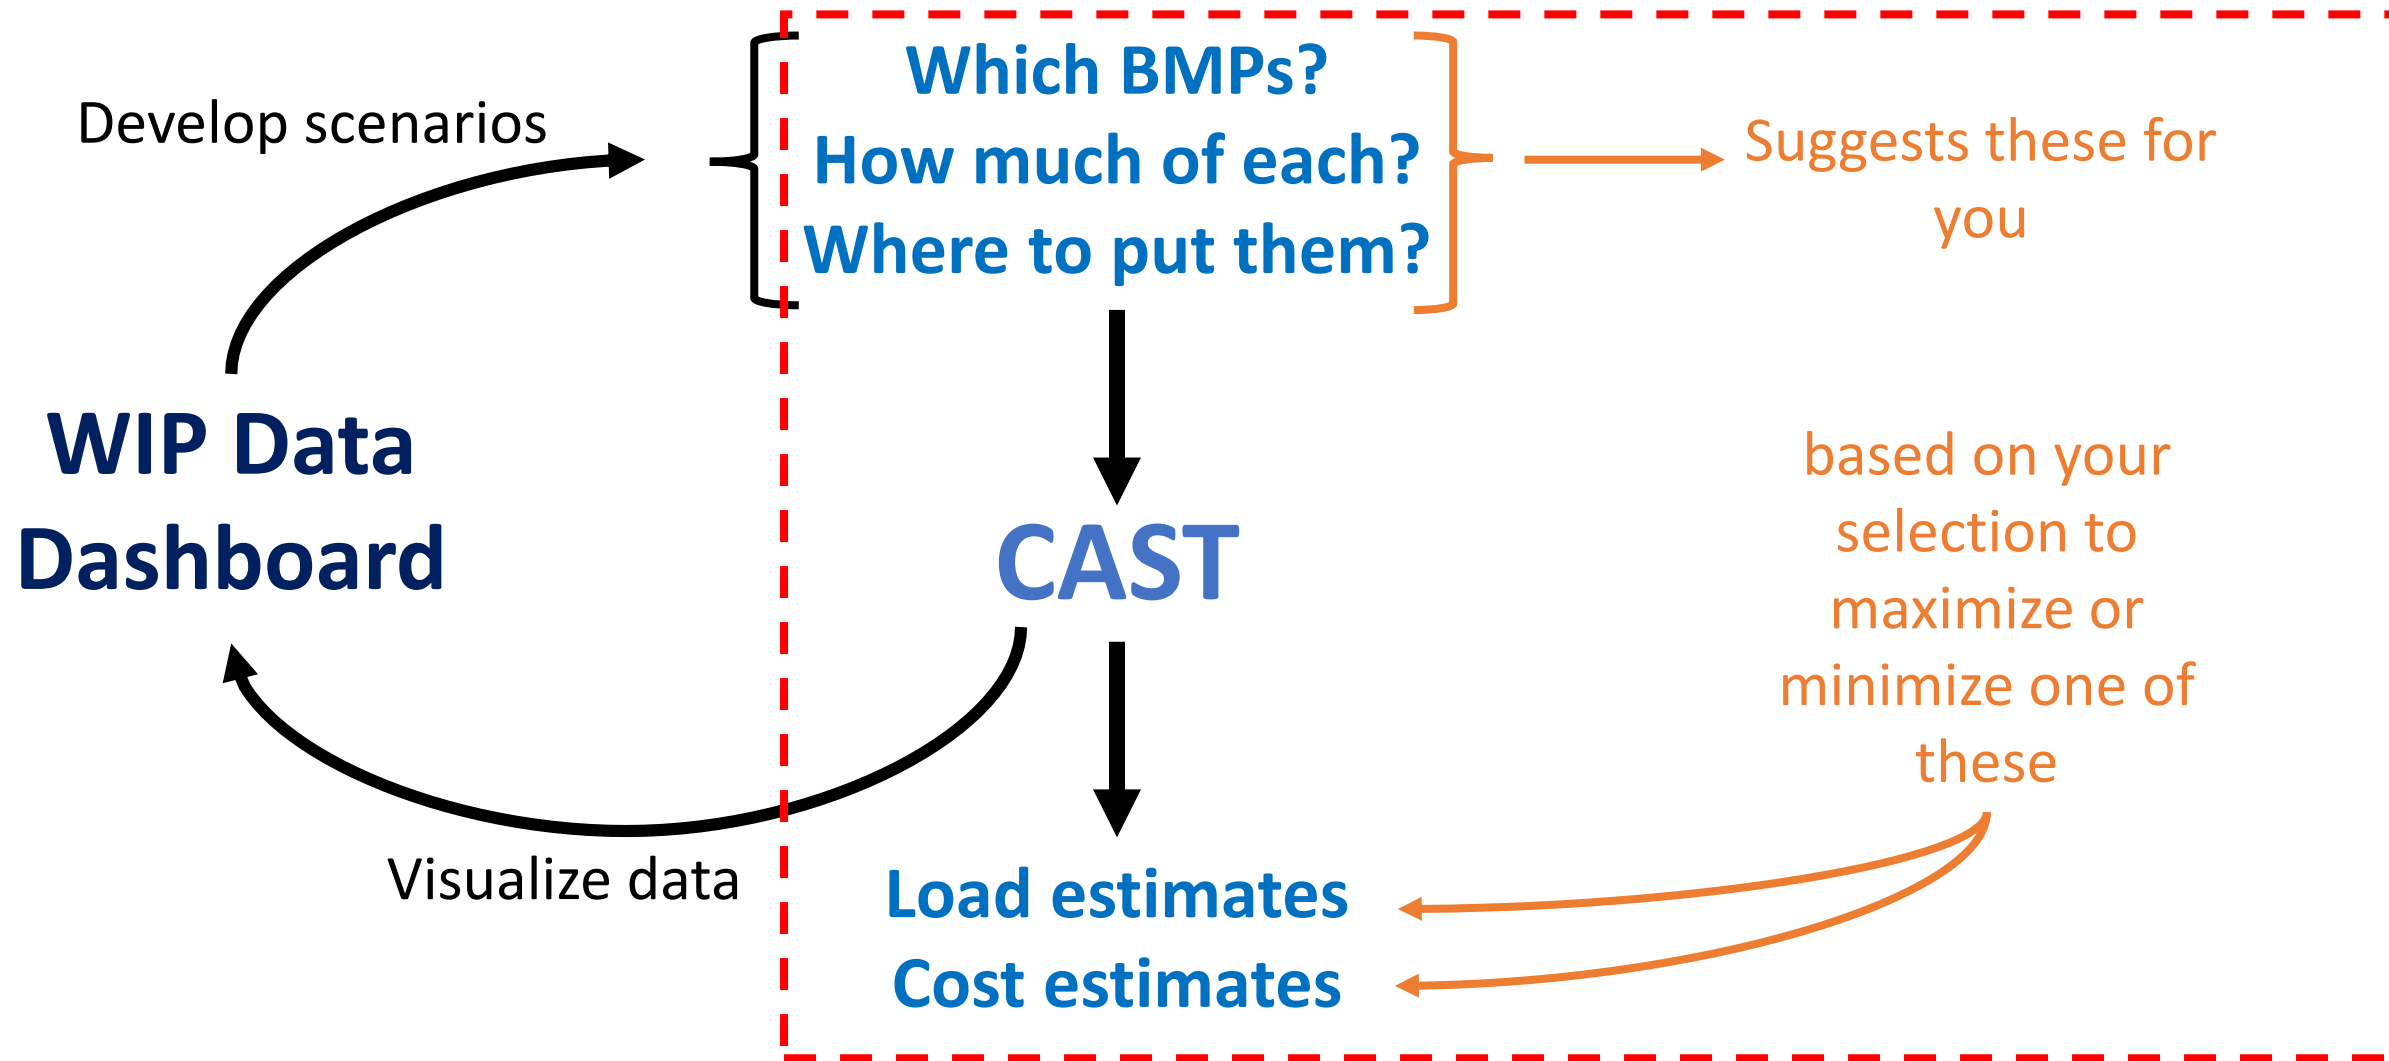 Develop scenarios
Which BMPs?
How much of each?
Where to put them?
Suggests these for
you
WIP Data
Dashboard
CAST
based on your
selection to
maximize or
minimize one of
these
Visualize data
Load estimates
Cost estimates